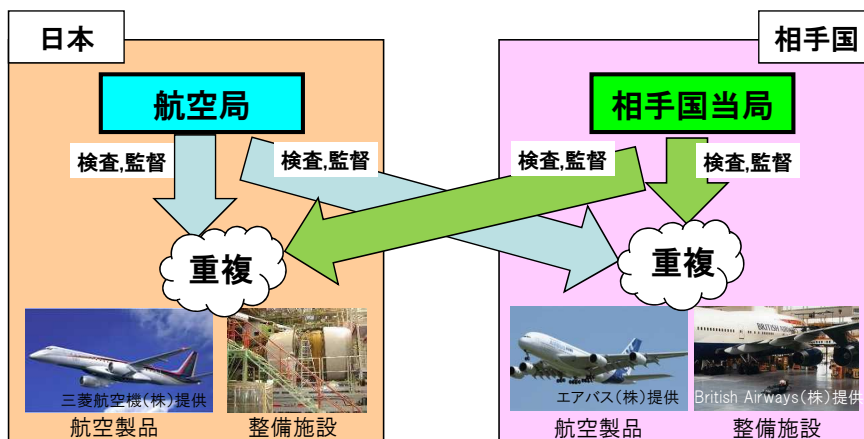 日本
相手国
航空局
相手国当局
検査,監督
検査,監督
検査,監督
検査,監督
重複
重複
BRITISH AIRWAYS
三菱航空機(株)提供
エアバス(株)提供
British Airways(株)提供
航空製品
整備施設
航空製品
整備施設